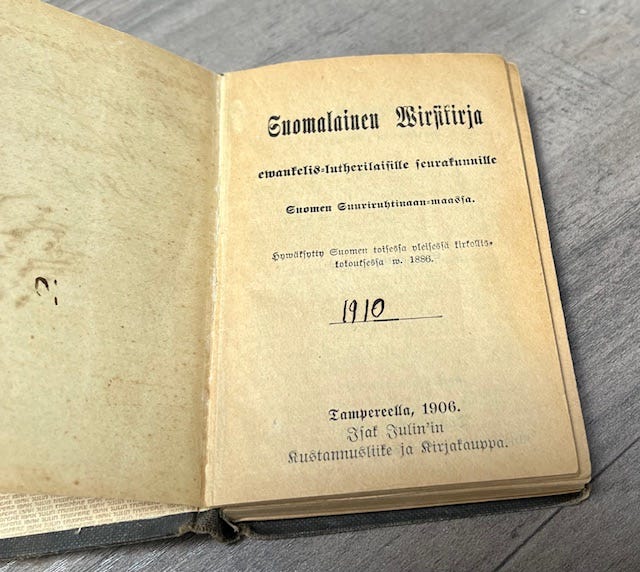 Suomalainen Wirsikirja
ewankelis-lutherilaisille seurakunnille
Suomen Suuriruhtinaan-maassa.
Hywäksytty Suomen toisessa yleisessä kirkollis-
kokouksessa w. 1886.
1910
Tampereella, 1906.
Isak Julin'in
Kustannusliike ja Kirjakauppa.